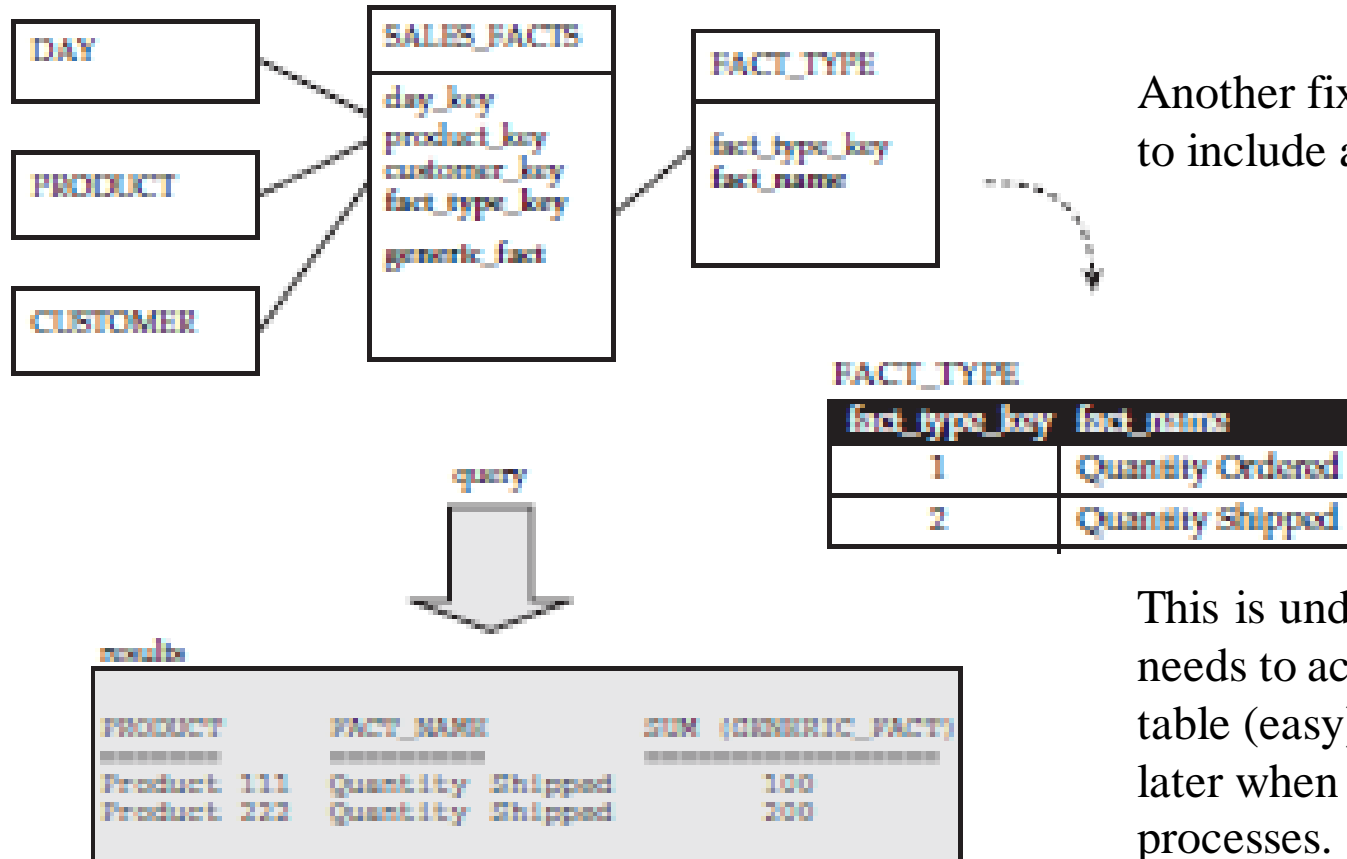 DAY
PRODUCT
CUSTOMER
SALES_FACTS
day_key
product_key
customer_key
fact_type_key
generic_fact
FACT_TYPE
fact_type_key
fact_name
Another fix
to include a
FACT_TYPE
fact_type_key fact_name
1 Quantity Ordered
2 Quantity Shipped
query
results
PRODUCT FACT_NAME SUM (GENERIC_FACT)
Product 111 Quantity Shipped 100
Product 222 Quantity Shipped 200
This is und
needs to ac
table (easy)
later when
processes.